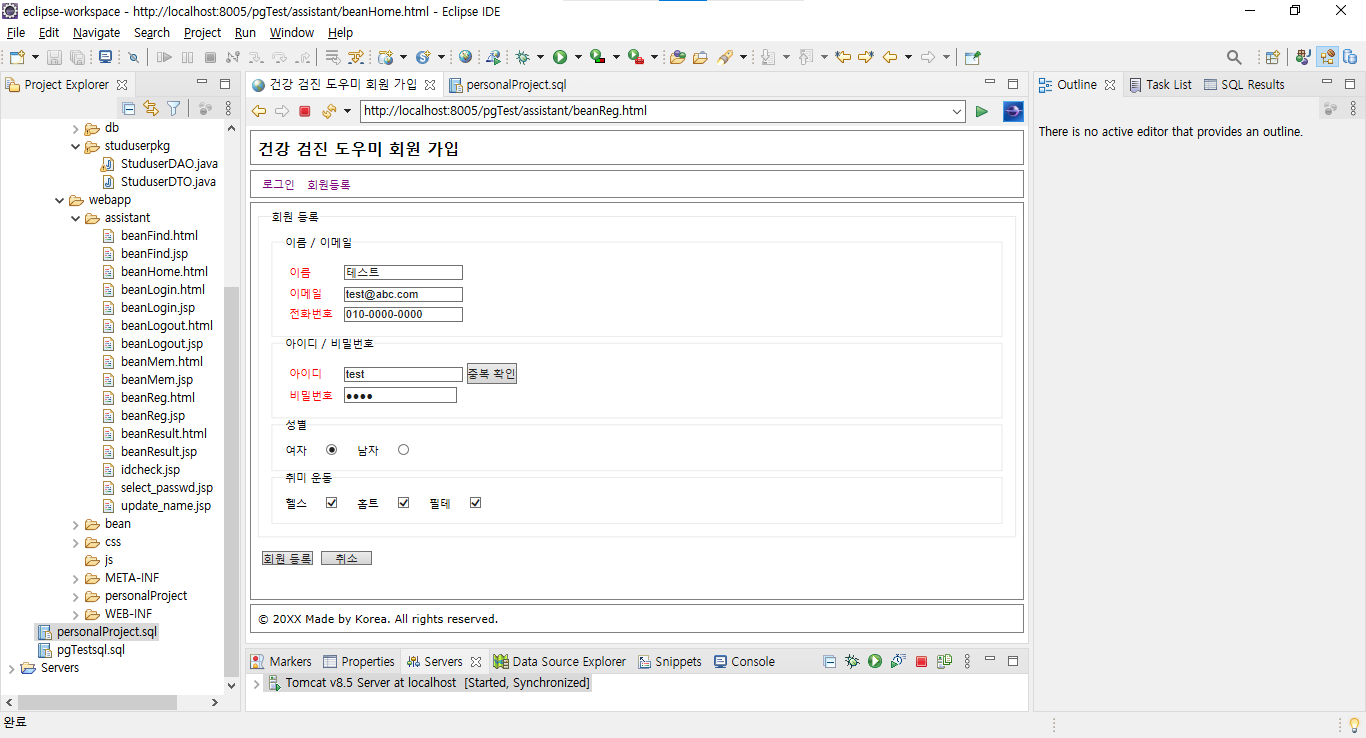 eclipse-workspace - http://localhost:8005/pgTest/assistant/beanHome.html - Eclipse IDE
File Edit Navigate Search Project Run Window Help
Project Explorer
db
studuserpkg
StuduserDAO.java
StuduserDTO.java
webapp
assistant
beanFind.html
beanFind.jsp
beanHome.html
beanLogin.html
beanLogin.jsp
beanLogout.html
beanLogout.jsp
beanMem.html
beanMem.jsp
beanReg.html
beanReg.jsp
beanResult.html
beanResult.jsp
idcheck.jsp
select_passwd.jsp
update_name.jsp
bean
css
js
META-INF
personalProject
WEB-INF
personalProject.sql
pgTestsql.sql
Servers
건강 검진 도우미 회원 가입 personalProject.sql
http://localhost:8005/pgTest/assistant/beanReg.html
건강 검진 도우미 회원 가입
로그인 회원등록
회원 등록
이름 / 이메일
이름 테스트
이메일 test@abc.com
전화번호 010-0000-0000
아이디 / 비밀번호
아이디 test 중복 확인
비밀번호 ●●●●
성별
여자 남자
취미 운동
헬스 홈트 필테
회원 등록 취소
© 20XX Made by Korea. All rights reserved.
Markers Properties Servers Data Source Explorer Snippets Console
Tomcat v8.5 Server at localhost [Started, Synchronized]
Outline Task List SQL Results
There is no active editor that provides an outline.
완료